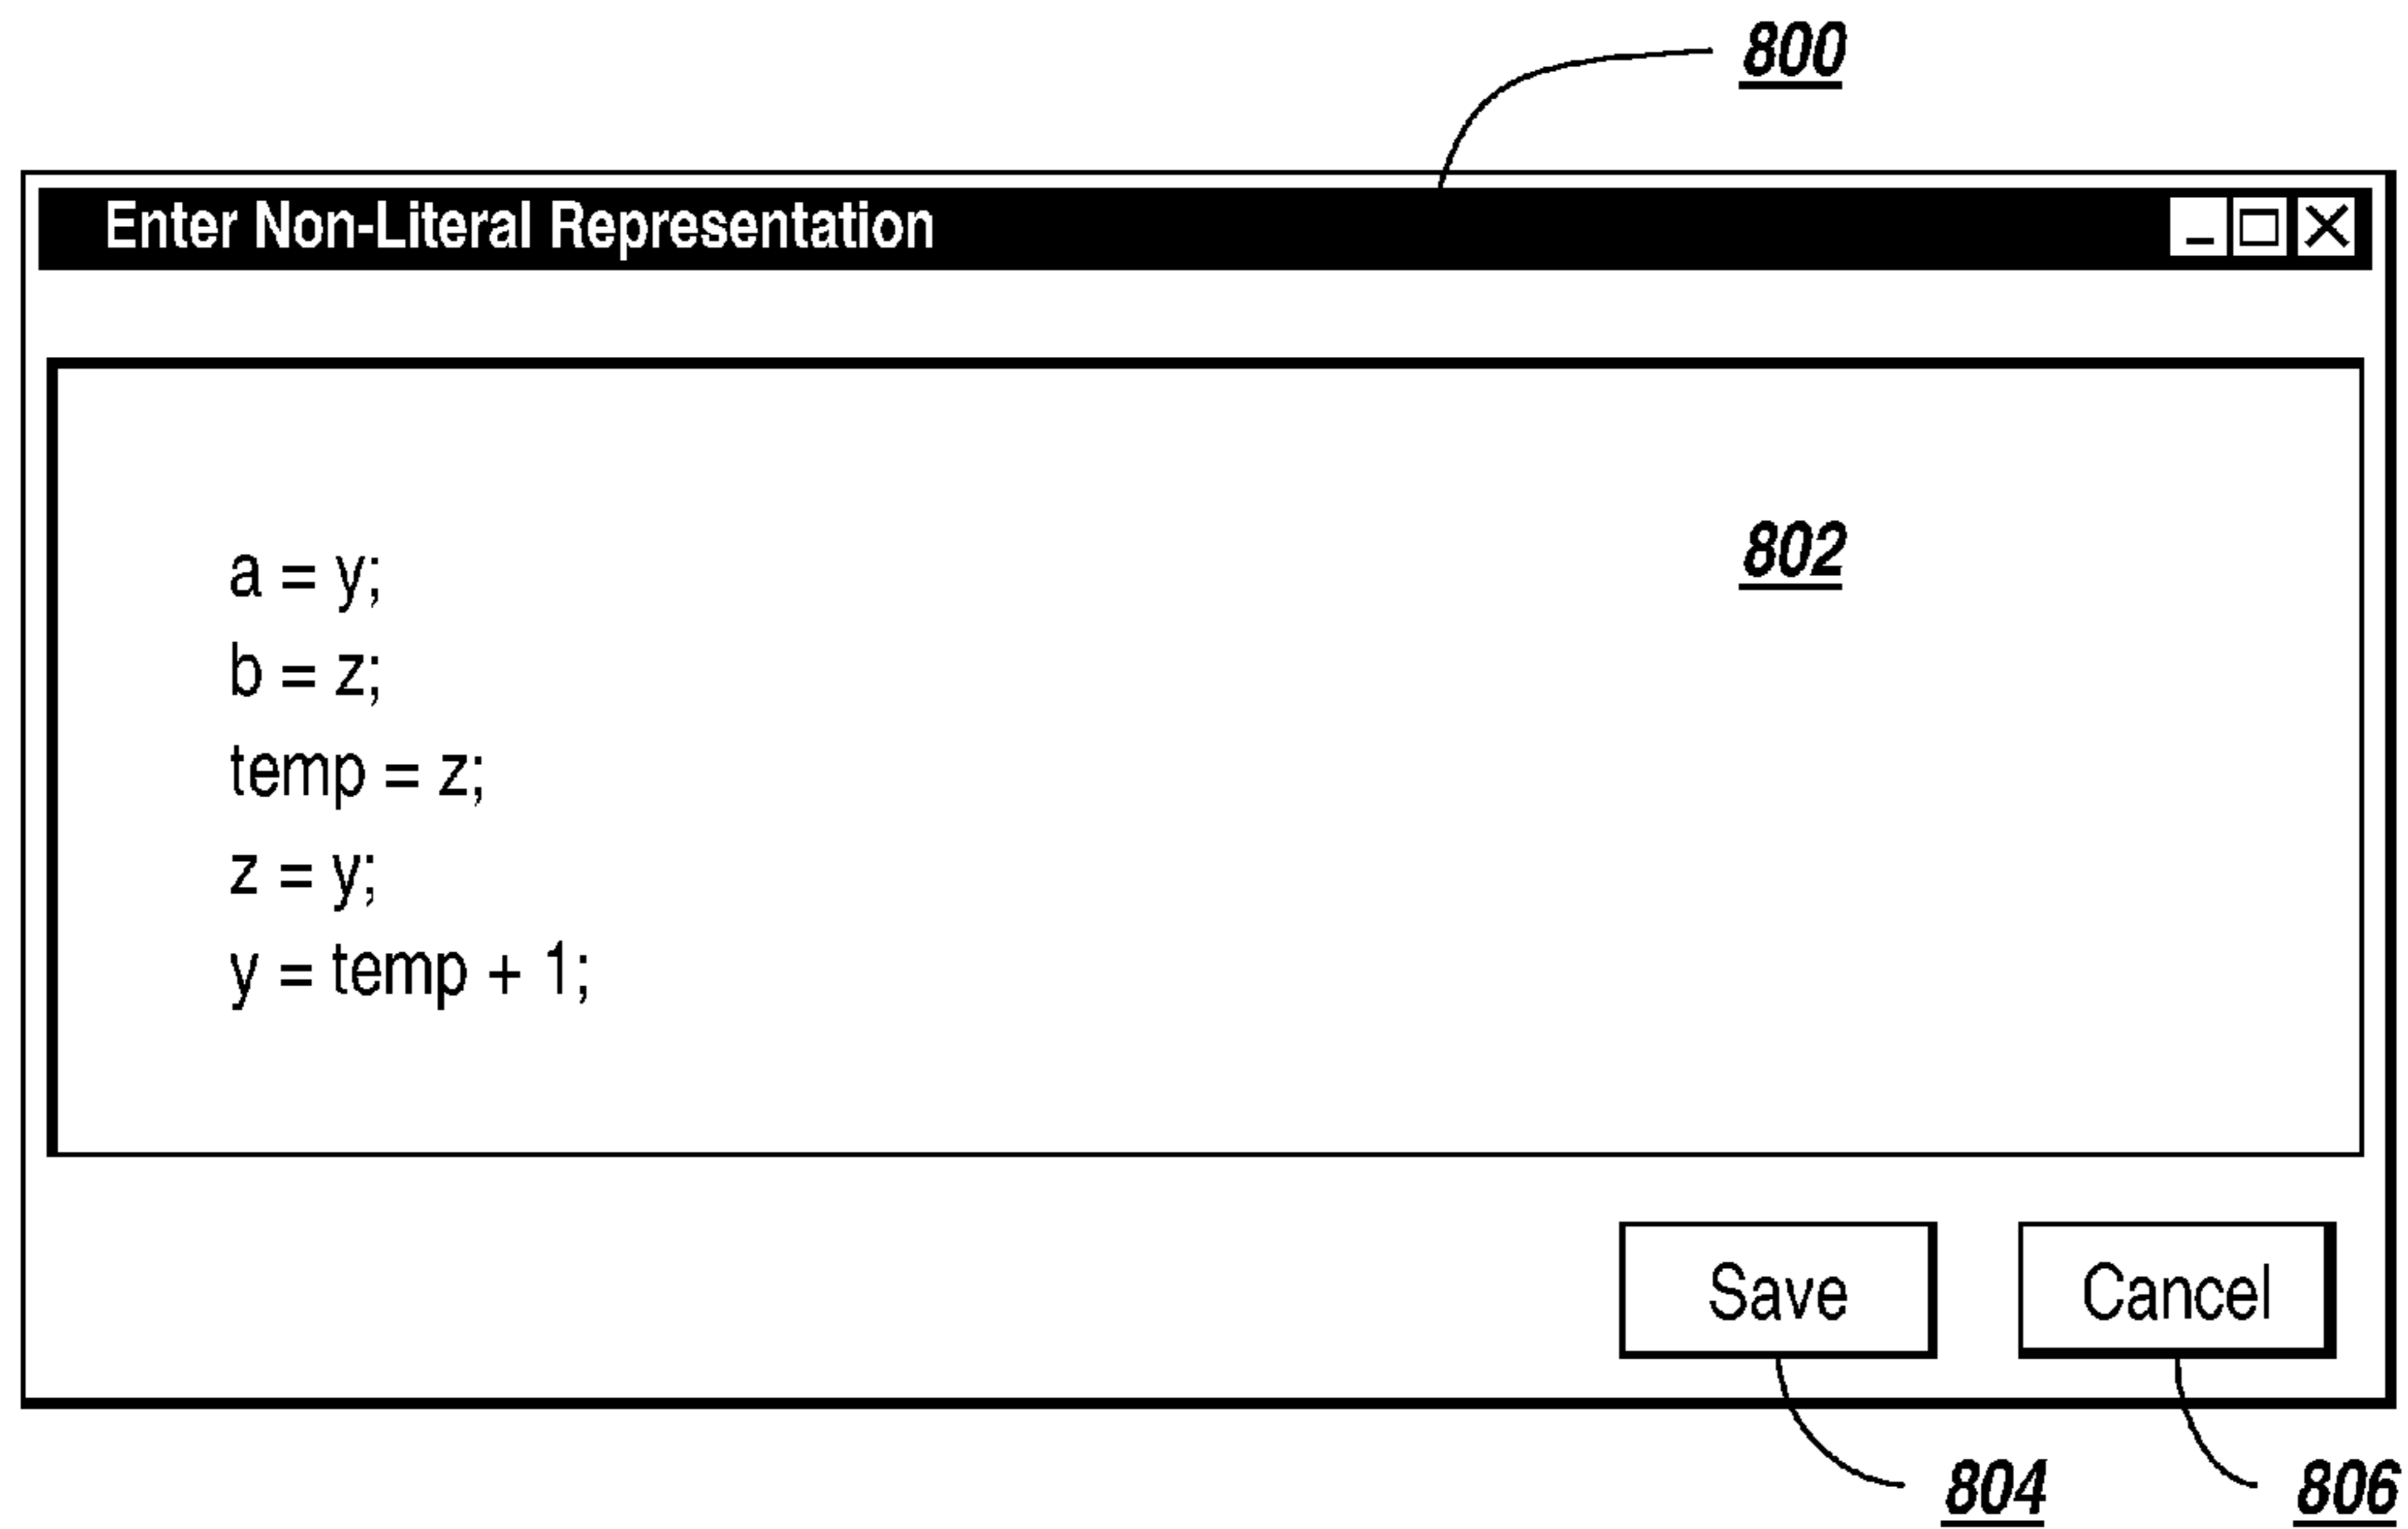 800
Enter Non-Literal Representation
802
a = y;
b = z;
temp = z;
z = y;
y = temp + 1;
Save Cancel
804 806